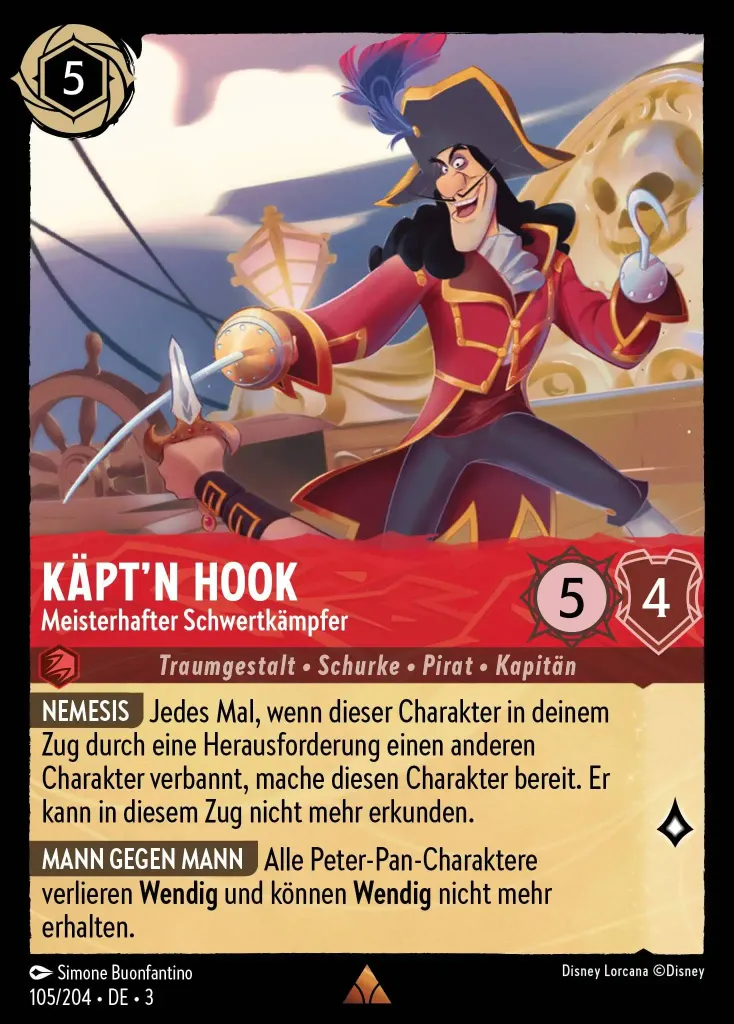 5
KÄPT’N HOOK
Meisterhafter Schwertkämpfer
5
4
Traumgestalt • Schurke • Pirat • Kapitän
NEMESIS Jedes Mal, wenn dieser Charakter in deinem
Zug durch eine Herausforderung einen anderen
Charakter verbannt, mache diesen Charakter bereit. Er
kann in diesem Zug nicht mehr erkunden.
MANN GEGEN MANN Alle Peter-Pan-Charaktere
verlieren Wendig und können Wendig nicht mehr
erhalten.
Simone Buonfantino
Disney Lorcana ©Disney
105/204 • DE • 3